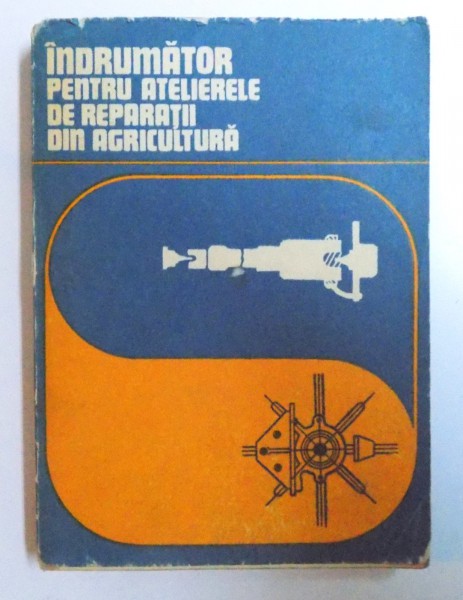 ÎNDRUMĂTOR
PENTRU ATELIERELE
DE REPARAȚII
DIN AGRICULTURĂ